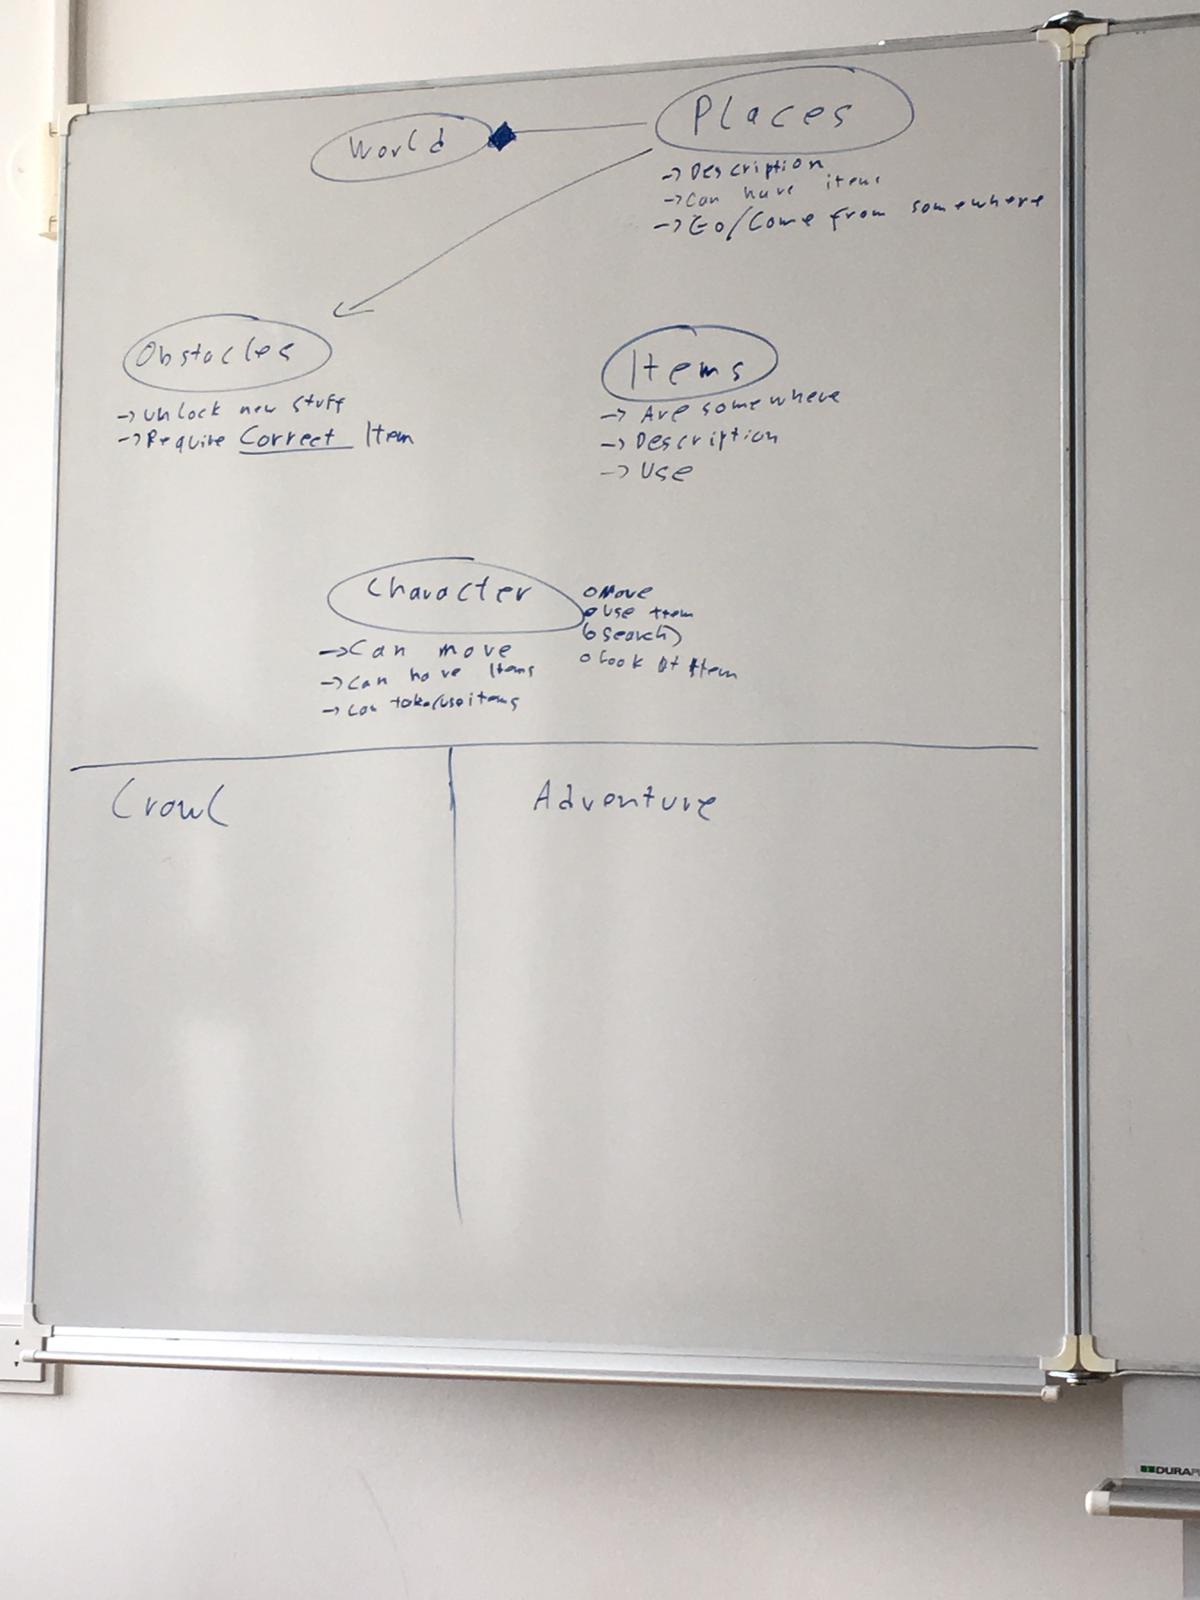 World
Places
-> Description
-> Can have items
-> Go/Come from somewhere
Obstacles
-> Unlock new stuff
-> Require Correct Item
Items
-> Are somewhere
-> Description
-> Use
Character
-> Can move
-> Can have Items
-> Can take/use items
o Move
o Use Item
(o Search)
o Look At Item
Crawl
Adventure
DURA